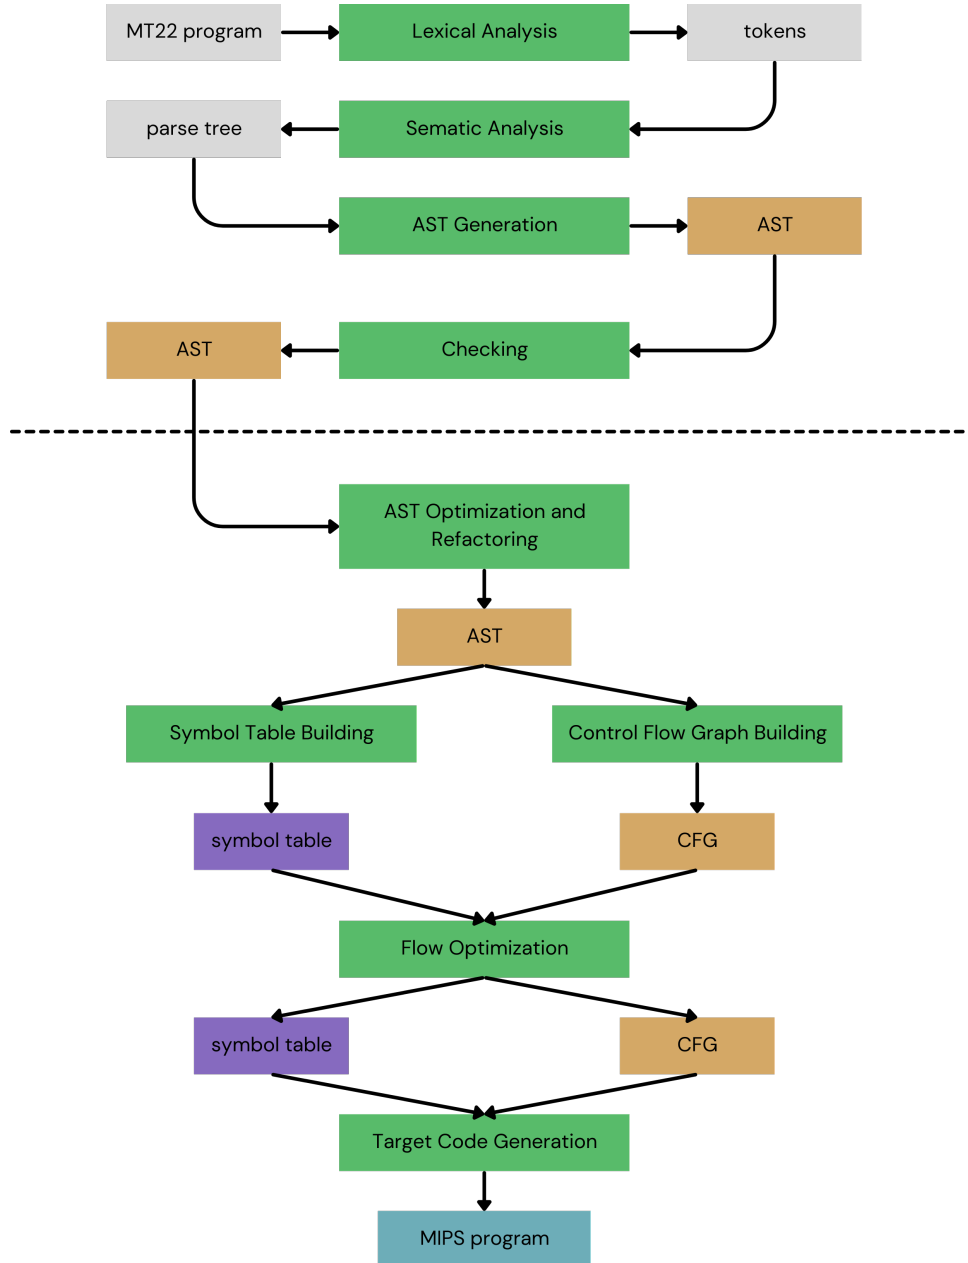 MT22 program
Lexical Analysis
tokens
parse tree
Sematic Analysis
AST Generation
AST
AST
Checking
AST Optimization and
Refactoring
AST
Symbol Table Building
Control Flow Graph Building
symbol table
CFG
Flow Optimization
symbol table
CFG
Target Code Generation
MIPS program